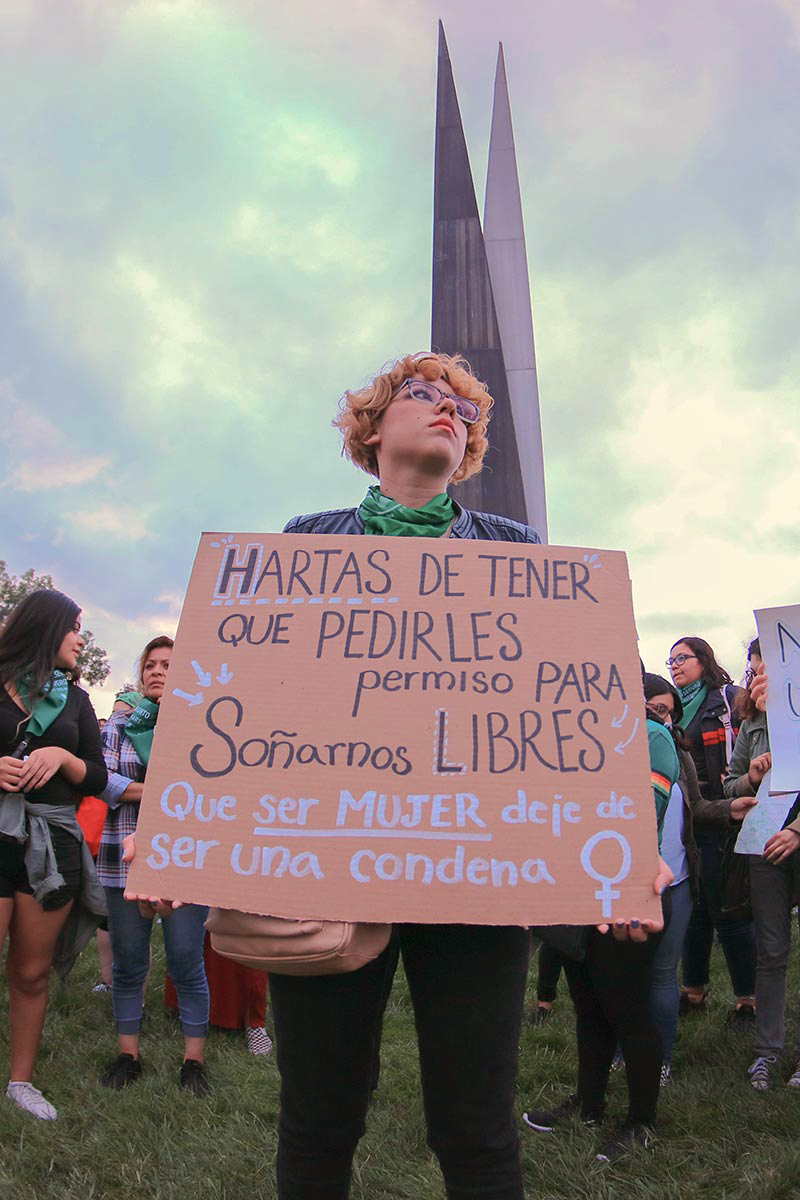 HARTAS DE TENER
QUE PEDIRLES
permiso PARA
Soñarnos LIBRES
Que ser MUJER deje de
ser una condena